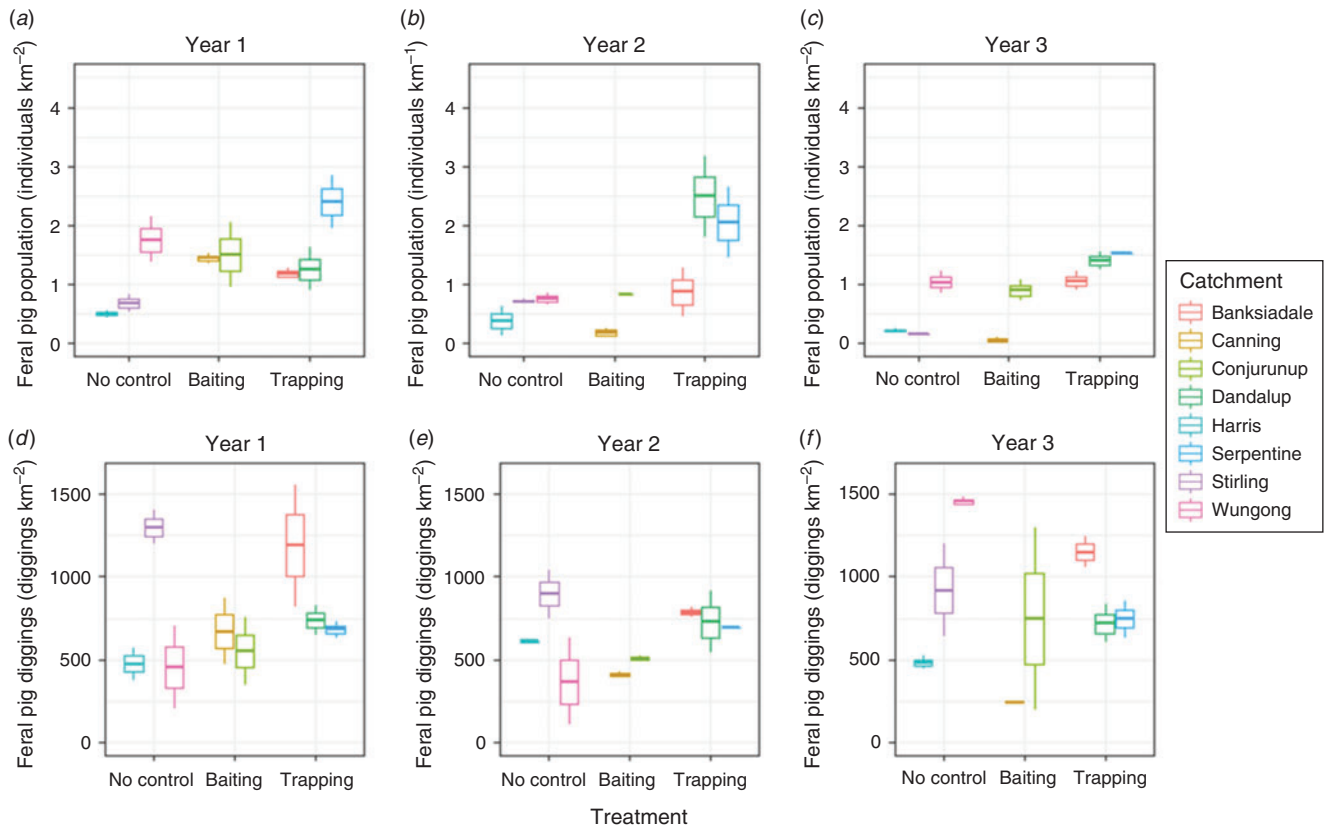 (a)
Year 1
Feral pig population (individuals km−2)
4
3
2
1
0
No control Baiting Trapping
(b)
Year 2
Feral pig population (individuals km−1)
4
3
2
1
0
No control Baiting Trapping
(c)
Year 3
Feral pig population (individuals km−2)
4
3
2
1
0
No control Baiting Trapping
Catchment
Banksiadale
Canning
Conjurunup
Dandalup
Harris
Serpentine
Stirling
Wungong
(d)
Year 1
Feral pig diggings (diggings km−2)
1500
1000
500
0
No control Baiting Trapping
(e)
Year 2
Feral pig diggings (diggings km−2)
1500
1000
500
0
No control Baiting Trapping
(f)
Year 3
Feral pig diggings (diggings km−2)
1500
1000
500
0
No control Baiting Trapping
Treatment